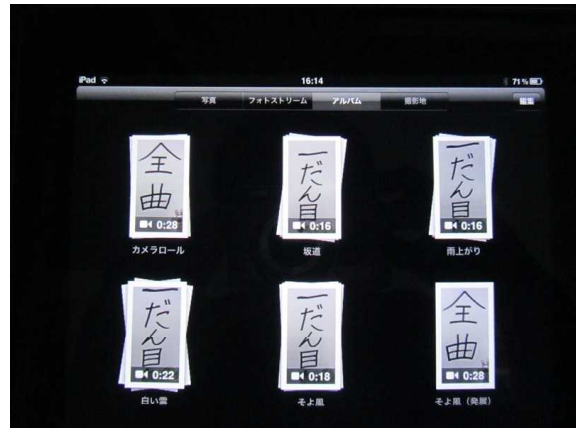 iPad 16:14 71%
写真 フォトストリーム アルバム 撮影地 編集
全曲 0:28
カメラロール
一だん目 0:16
坂道
一だん目 0:16
雨上がり
一だん目 0:22
白い雲
一だん目 0:18
そよ風
全曲 0:28
そよ風（発展）